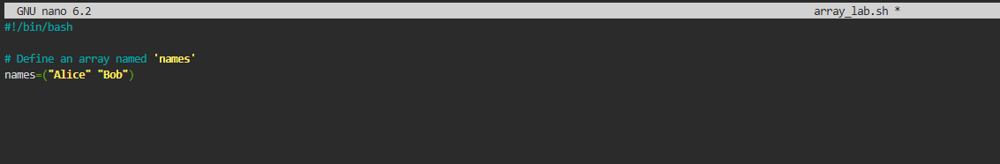 GNU nano 6.2 array_lab.sh *
#!/bin/bash
# Define an array named 'names'
names=("Alice" "Bob")